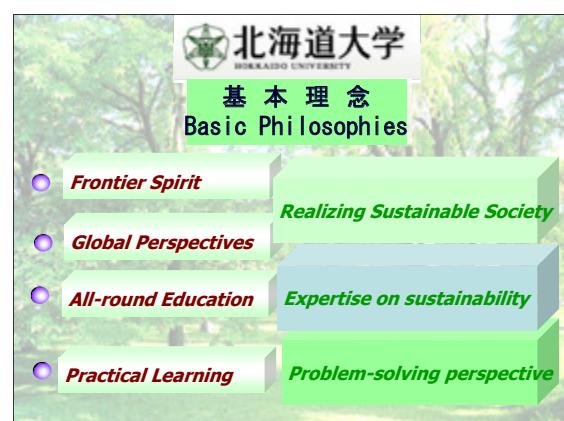 北海道大学
HOKKAIDO UNIVERSITY
基本理念
Basic Philosophies
Frontier Spirit
Realizing Sustainable Society
Global Perspectives
All-round Education
Expertise on sustainability
Practical Learning
Problem-solving perspective